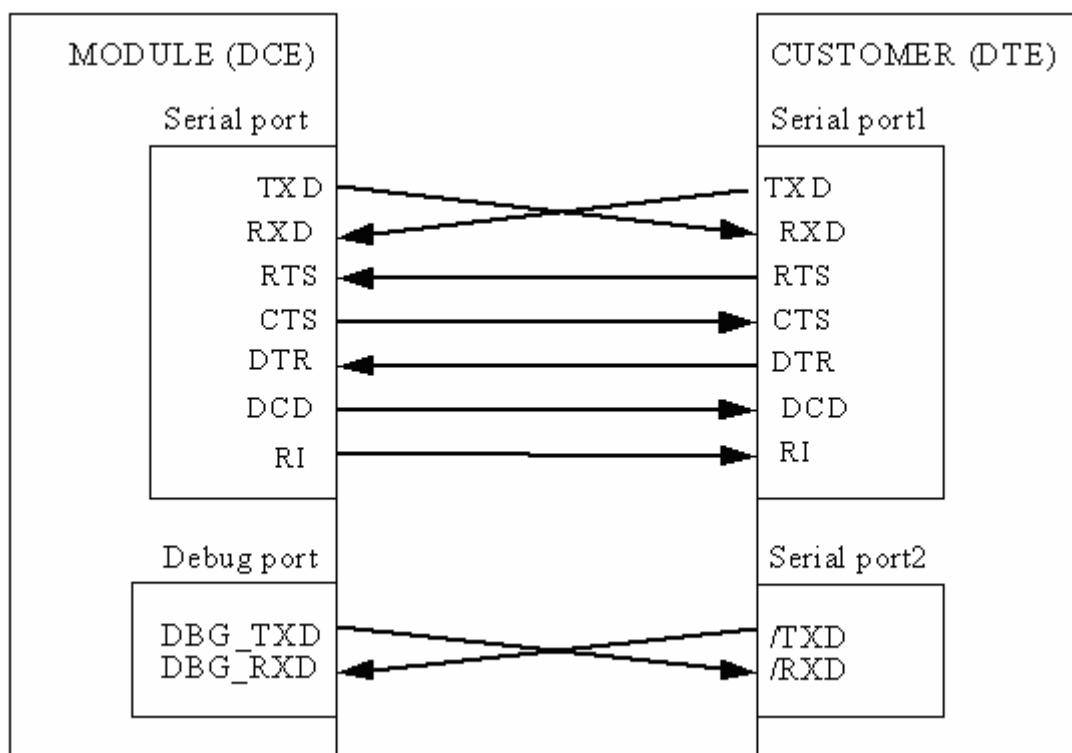 MODULE (DCE)
Serial port
TXD
RXD
RTS
CTS
DTR
DCD
RI
Debug port
DBG_TXD
DBG_RXD
CUSTOMER (DTE)
Serial port1
TXD
RXD
RTS
CTS
DTR
DCD
RI
Serial port2
/TXD
/RXD